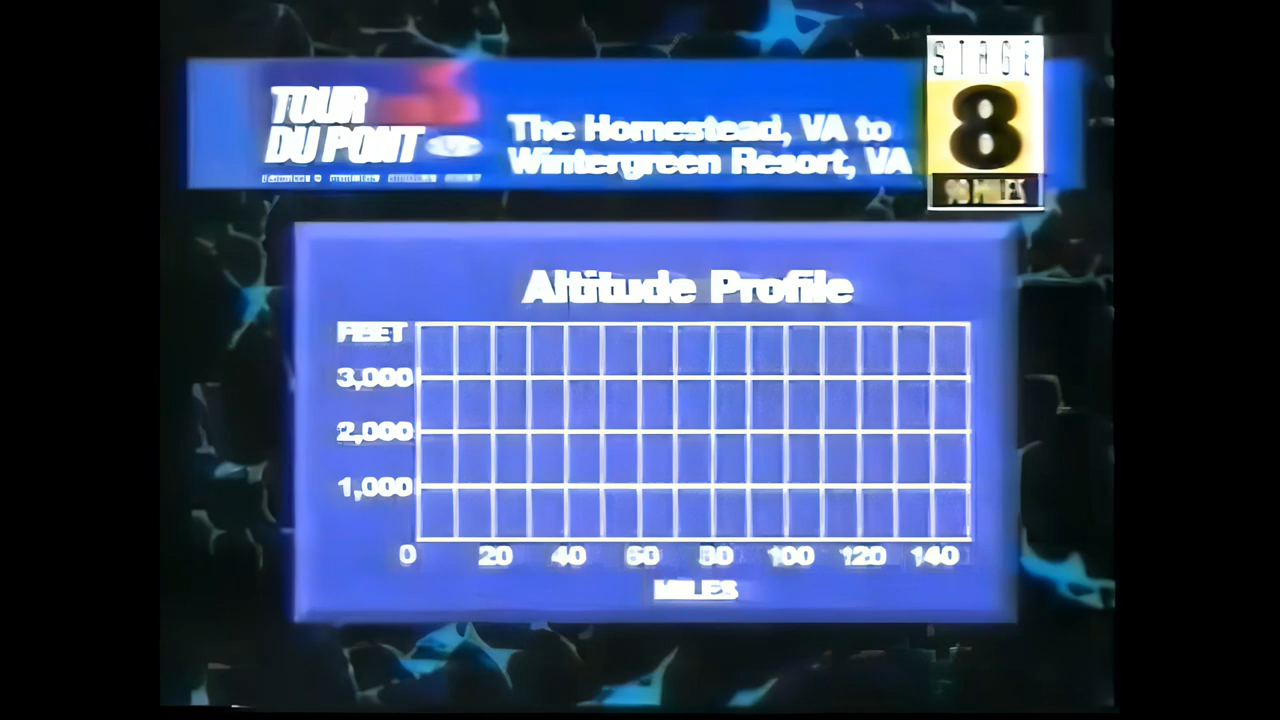 TOUR
DU PONT
The Homestead, VA to
Wintergreen Resort, VA
STAGE
8
MILES
Altitude Profile
FEET
3,000
2,000
1,000
0 20 40 60 80 100 120 140
MILES